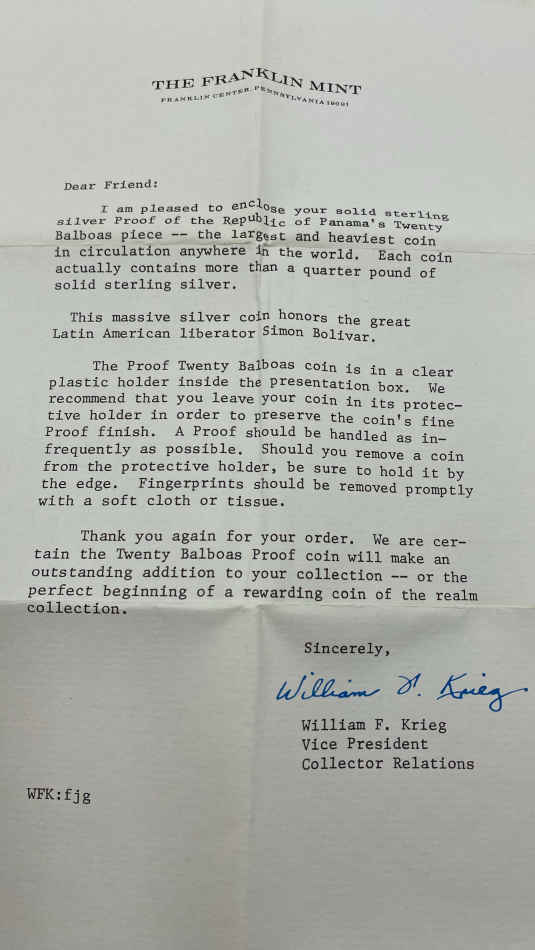 THE FRANKLIN MINT
FRANKLIN CENTER, PENNSYLVANIA 19091
Dear Friend:
I am pleased to enclose your solid sterling
silver Proof of the Republic of Panama's Twenty
Balboas piece -- the largest and heaviest coin
in circulation anywhere in the world. Each coin
actually contains more than a quarter pound of
solid sterling silver.
This massive silver coin honors the great
Latin American liberator Simon Bolivar.
The Proof Twenty Balboas coin is in a clear
plastic holder inside the presentation box. We
recommend that you leave your coin in its protec-
tive holder in order to preserve the coin's fine
Proof finish. A Proof should be handled as in-
frequently as possible. Should you remove a coin
from the protective holder, be sure to hold it by
the edge. Fingerprints should be removed promptly
with a soft cloth or tissue.
Thank you again for your order. We are cer-
tain the Twenty Balboas Proof coin will make an
outstanding addition to your collection -- or the
perfect beginning of a rewarding coin of the realm
collection.
Sincerely,
William F. Krieg
William F. Krieg
Vice President
Collector Relations
WFK:fjg